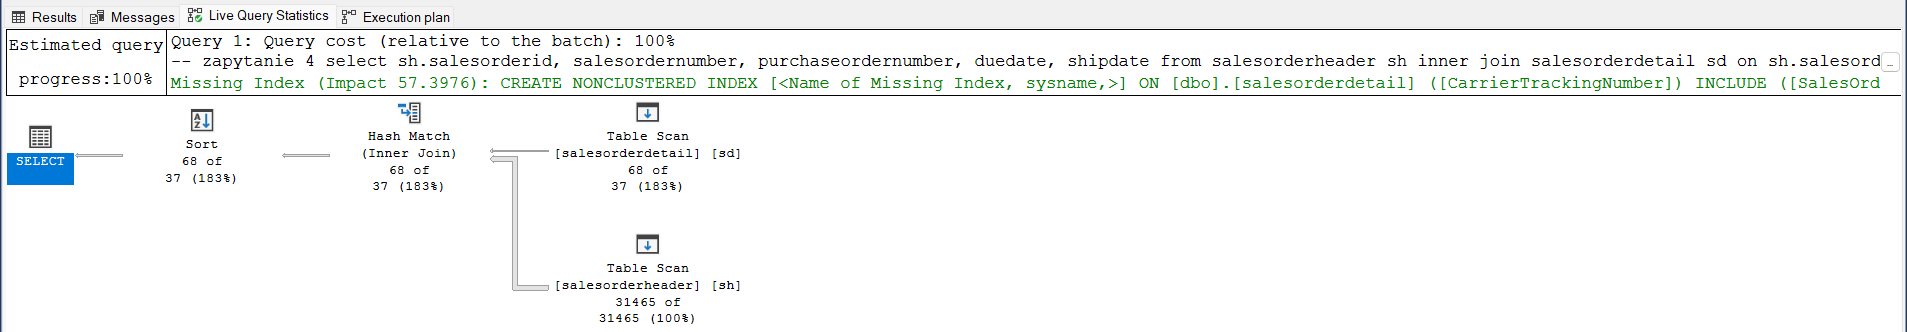 Results Messages Live Query Statistics Execution plan
Estimated query progress:100%
Query 1: Query cost (relative to the batch): 100%
-- zapytanie 4 select sh.salesorderid, salesordernumber, purchaseordernumber, duedate, shipdate from salesorderheader sh inner join salesorderdetail sd on sh.salesord
Missing Index (Impact 57.3976): CREATE NONCLUSTERED INDEX [<Name of Missing Index, sysname,>] ON [dbo].[salesorderdetail] ([CarrierTrackingNumber]) INCLUDE ([SalesOrd
SELECT
Sort
68 of
37 (183%)
Hash Match
(Inner Join)
68 of
37 (183%)
Table Scan
[salesorderdetail] [sd]
68 of
37 (183%)
Table Scan
[salesorderheader] [sh]
31465 of
31465 (100%)